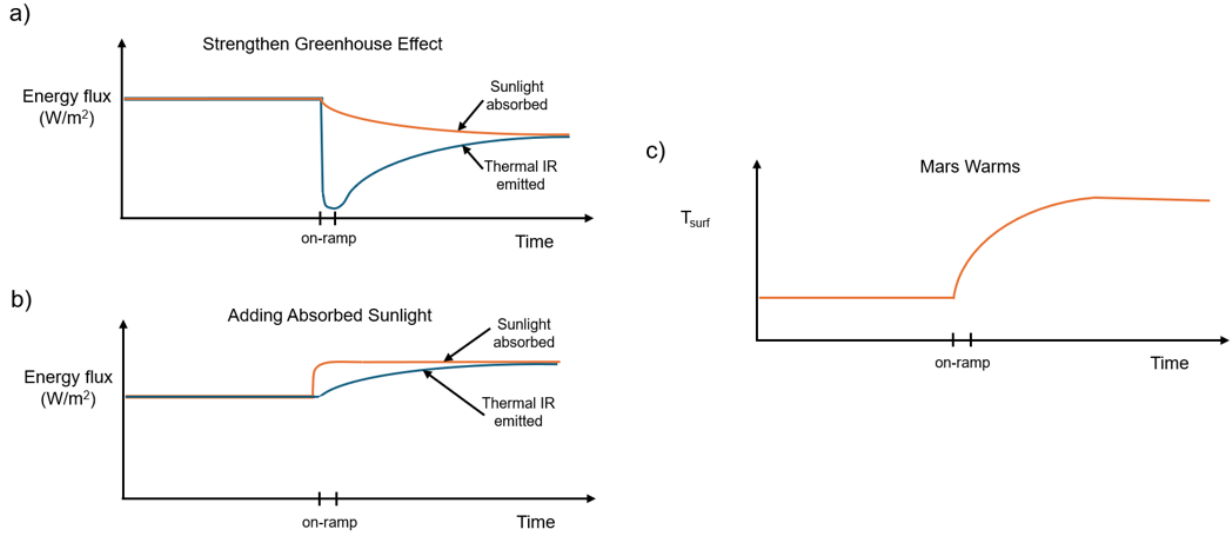 a)
Strengthen Greenhouse Effect
Energy flux
(W/m²)
Sunlight
absorbed
Thermal IR
emitted
on-ramp
Time
b)
Adding Absorbed Sunlight
Energy flux
(W/m²)
Sunlight
absorbed
Thermal IR
emitted
on-ramp
Time
c)
Mars Warms
Tsurf
on-ramp
Time